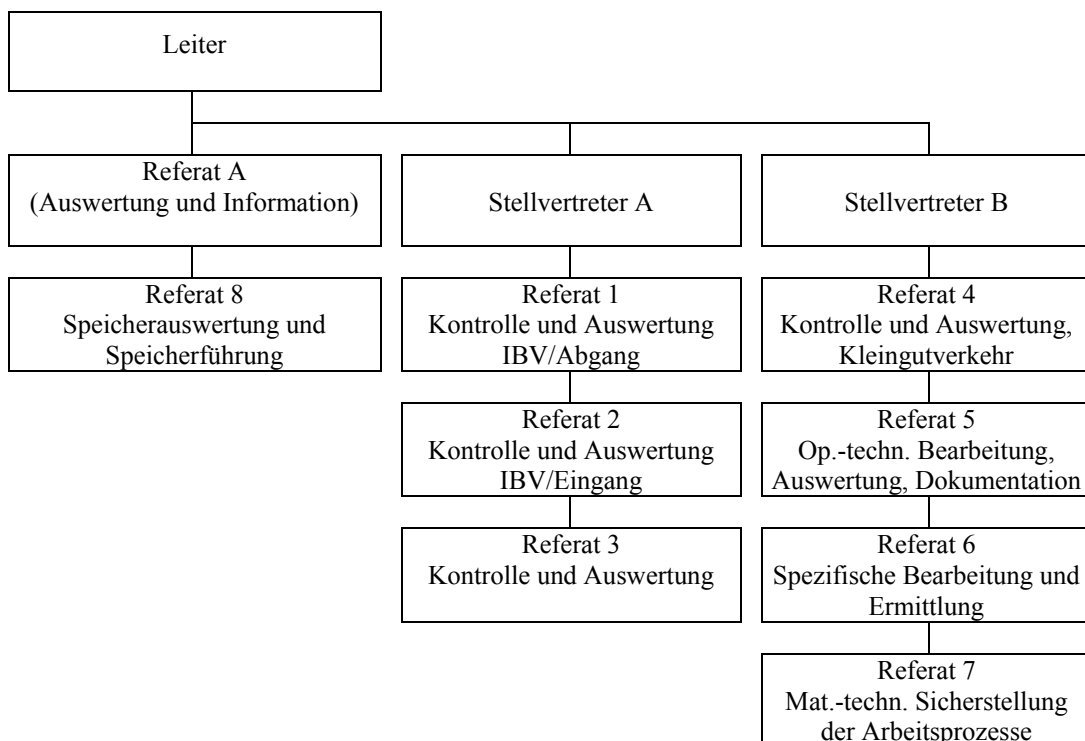 Leiter
Referat A
(Auswertung und Information)
Stellvertreter A
Stellvertreter B
Referat 8
Speicherauswertung und
Speicherführung
Referat 1
Kontrolle und Auswertung
IBV/Abgang
Referat 4
Kontrolle und Auswertung,
Kleingutverkehr
Referat 2
Kontrolle und Auswertung
IBV/Eingang
Referat 5
Op.-techn. Bearbeitung,
Auswertung, Dokumentation
Referat 3
Kontrolle und Auswertung
Referat 6
Spezifische Bearbeitung und
Ermittlung
Referat 7
Mat.-techn. Sicherstellung
der Arbeitsprozesse